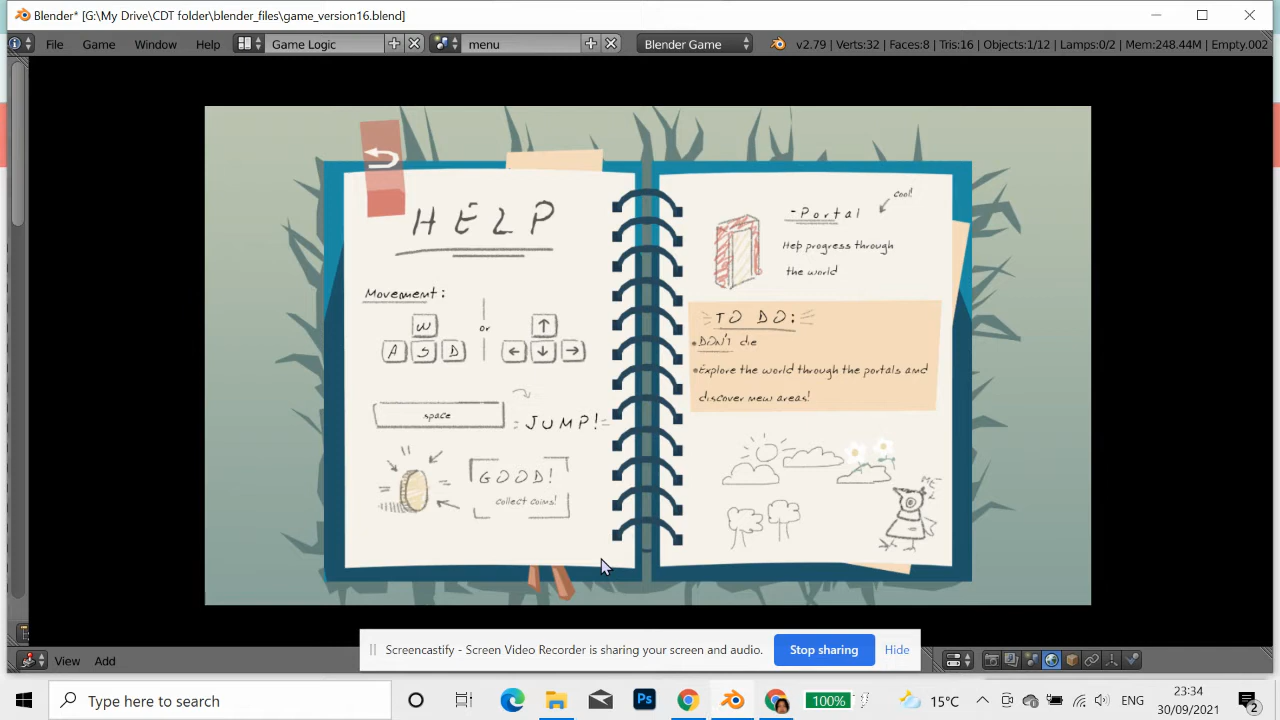 Blender* [G:\My Drive\CDT folder\blender_files\game_version16.blend]
File Game Window Help Game Logic menu Blender Game v2.79 | Verts:32 | Faces:8 | Tris:16 | Objects:1/12 | Lamps:0/2 | Mem:248.44M | Empty.002
HELP
Movement:
W
or
A S D
space
= JUMP! =
GOOD!
collect coins!
cool!
- Portal
Help progress through
the world
TO DO:
• DON'T die
• Explore the world through the portals and
discover new areas!
ME
Screencastify - Screen Video Recorder is sharing your screen and audio. Stop sharing Hide
View Add
Type here to search
Ps
100%
15°C
ENG
23:34
30/09/2021
2